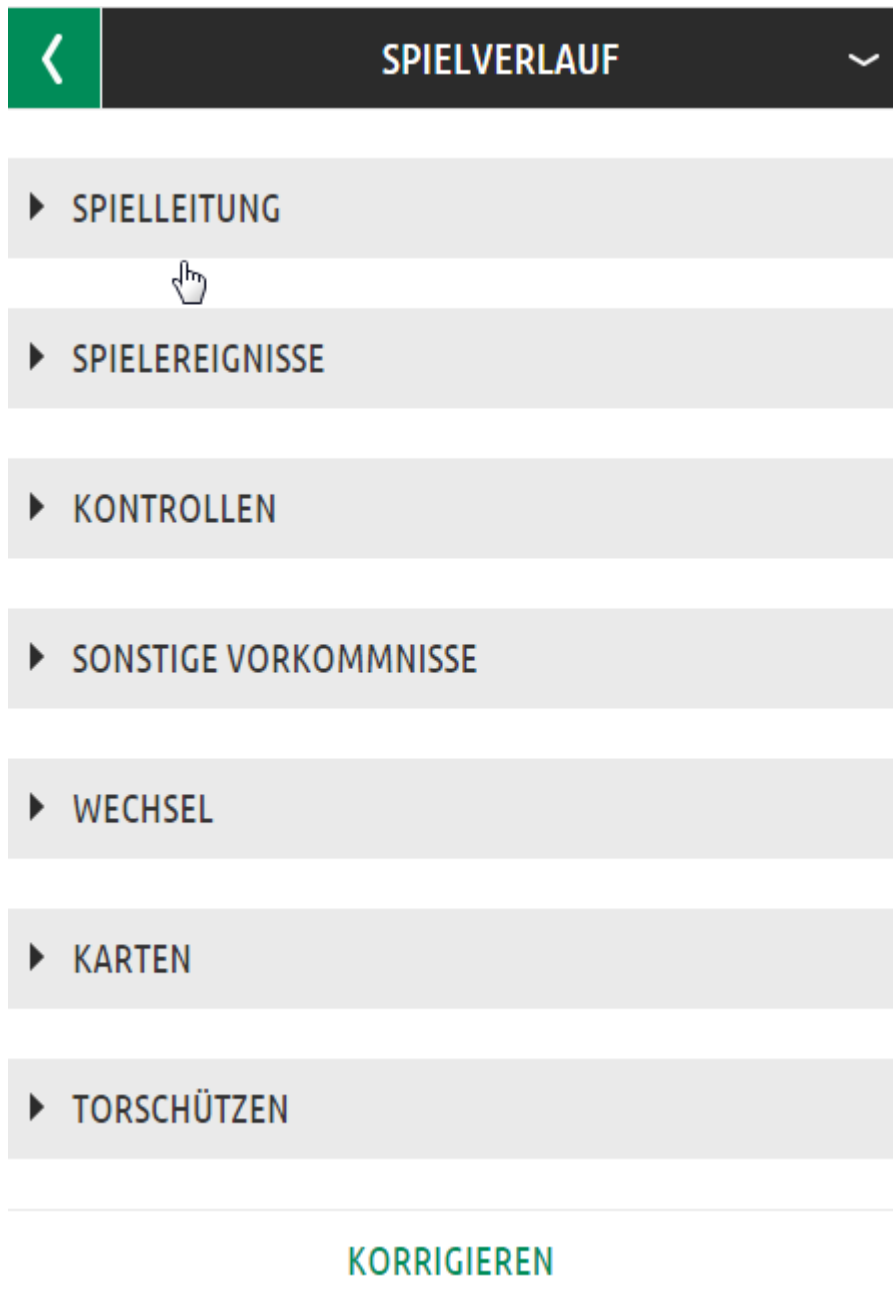 SPIELVERLAUF
SPIELLEITUNG
SPIELEREIGNISSE
KONTROLLEN
SONSTIGE VORKOMMNISSE
WECHSEL
KARTEN
TORSCHÜTZEN
KORRIGIEREN